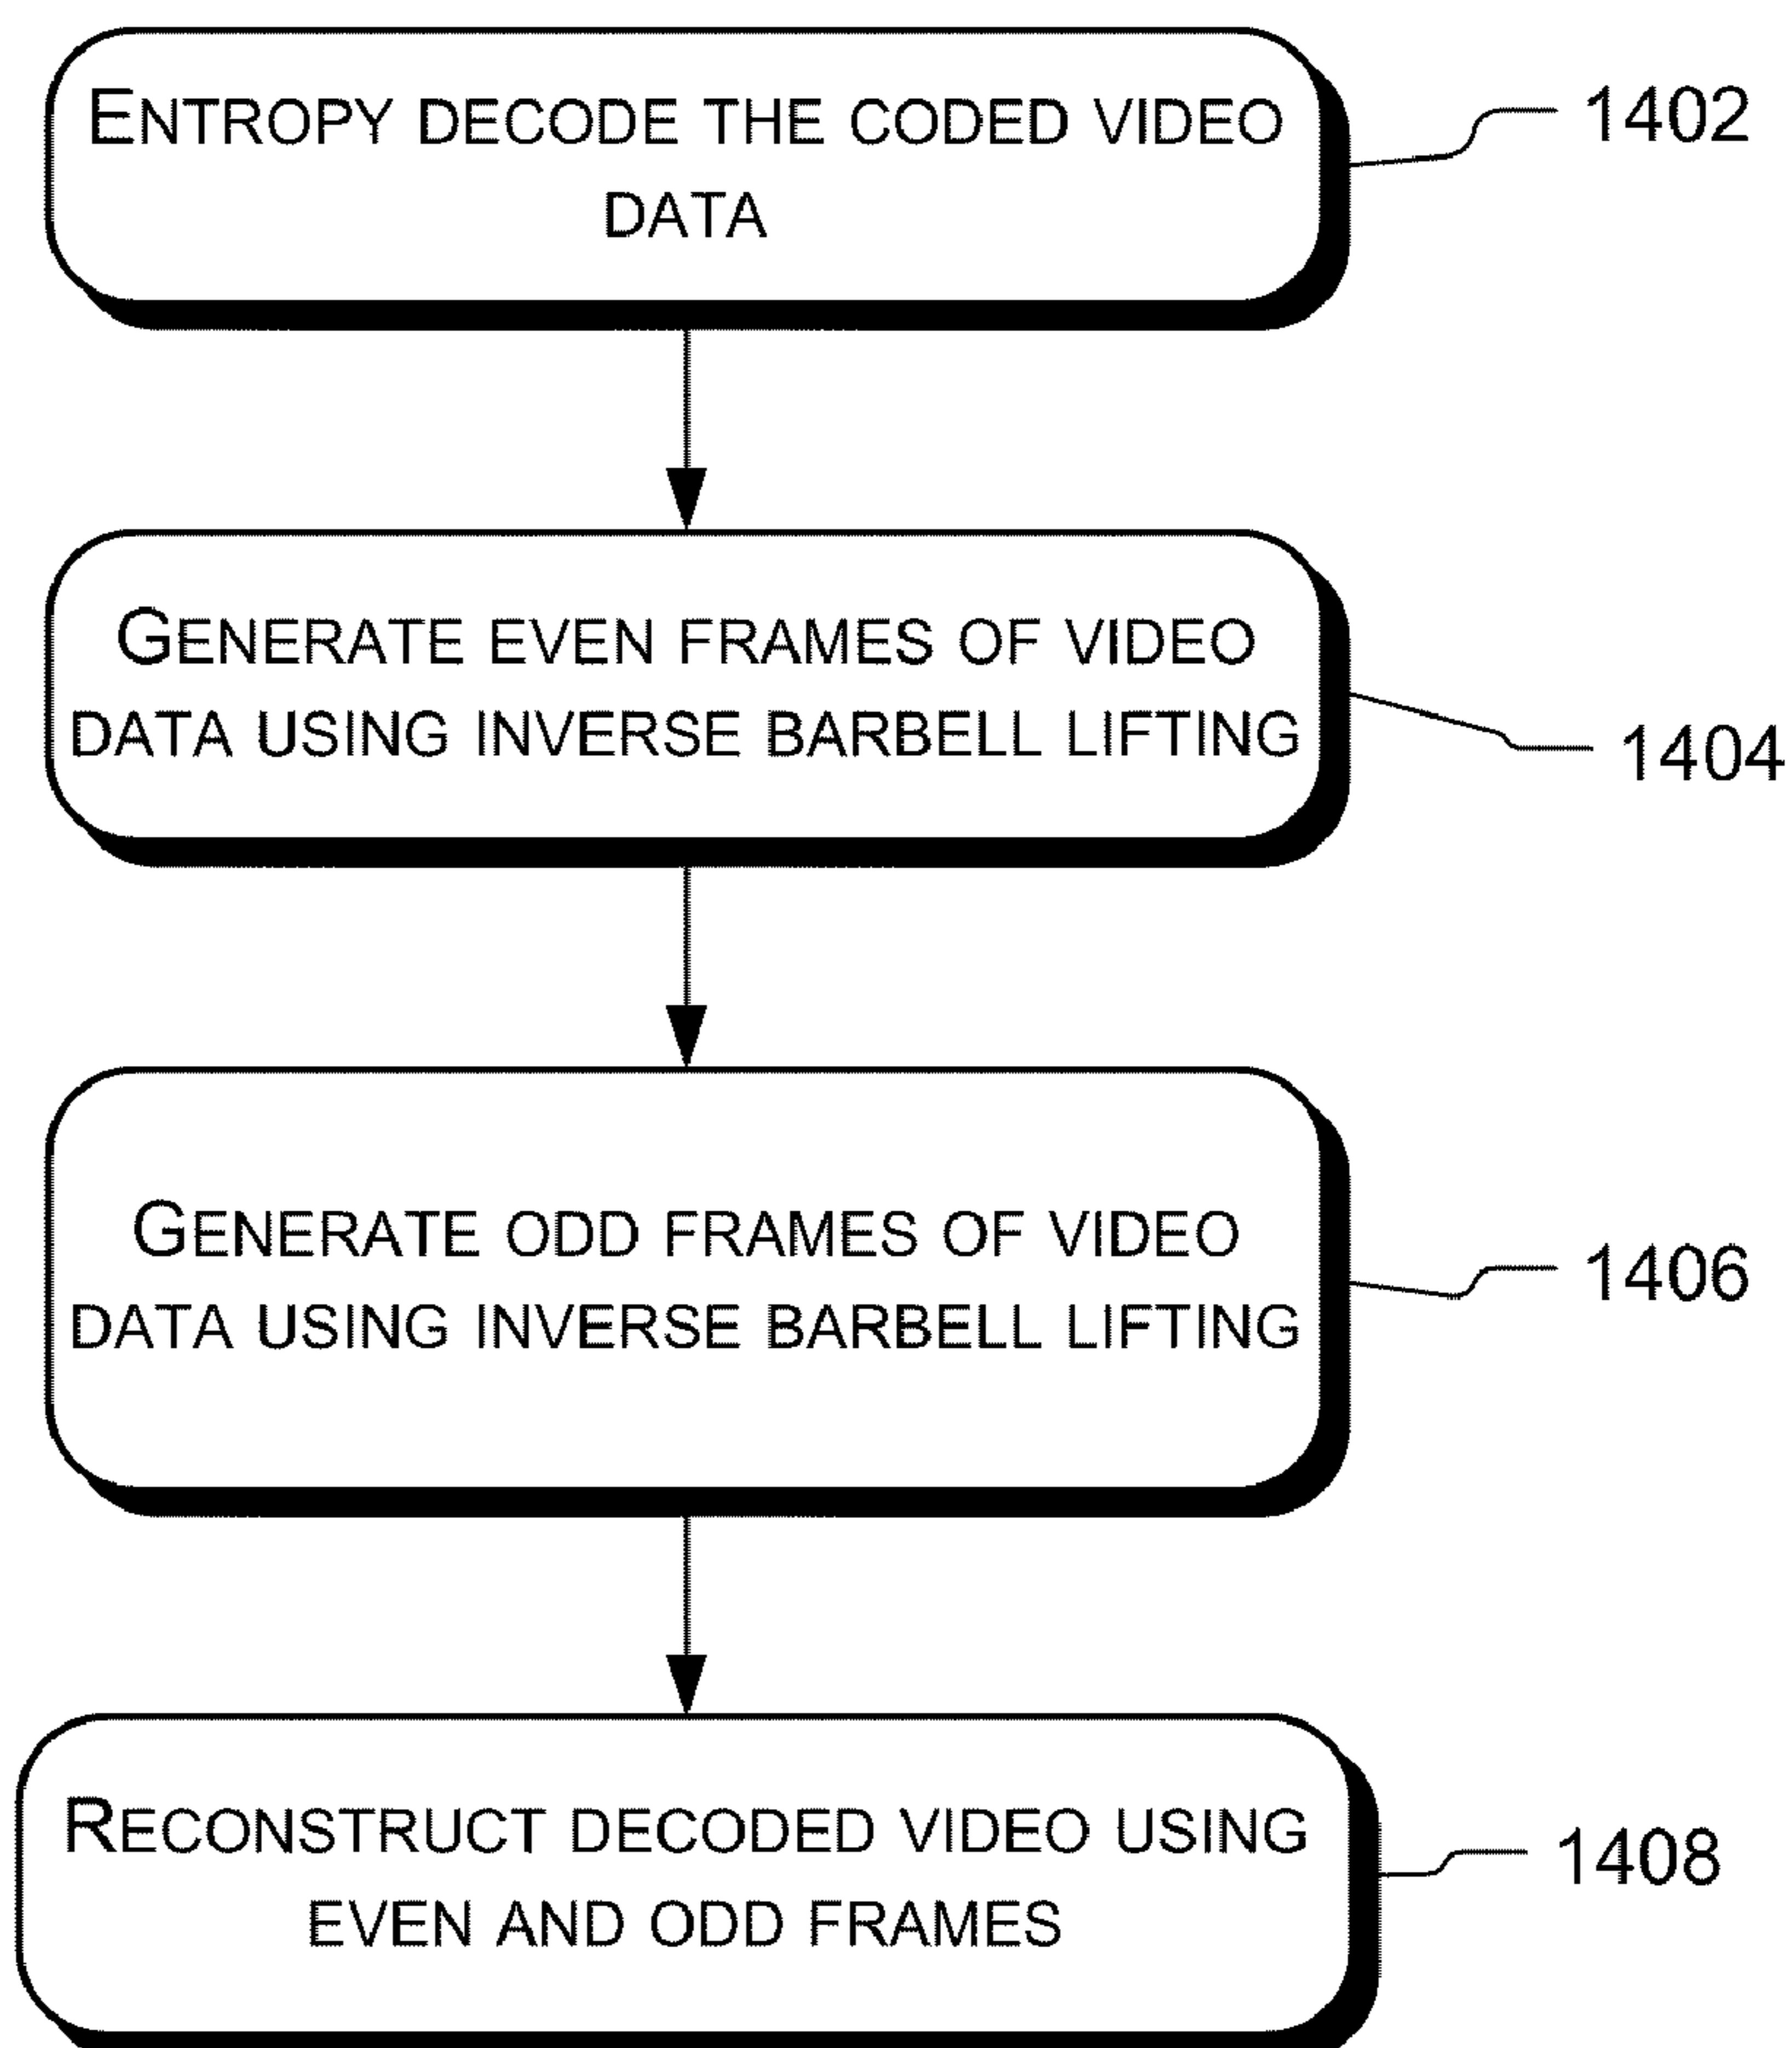 ENTROPY DECODE THE CODED VIDEO
DATA
1402
GENERATE EVEN FRAMES OF VIDEO
DATA USING INVERSE BARBELL LIFTING
1404
GENERATE ODD FRAMES OF VIDEO
DATA USING INVERSE BARBELL LIFTING
1406
RECONSTRUCT DECODED VIDEO USING
EVEN AND ODD FRAMES
1408